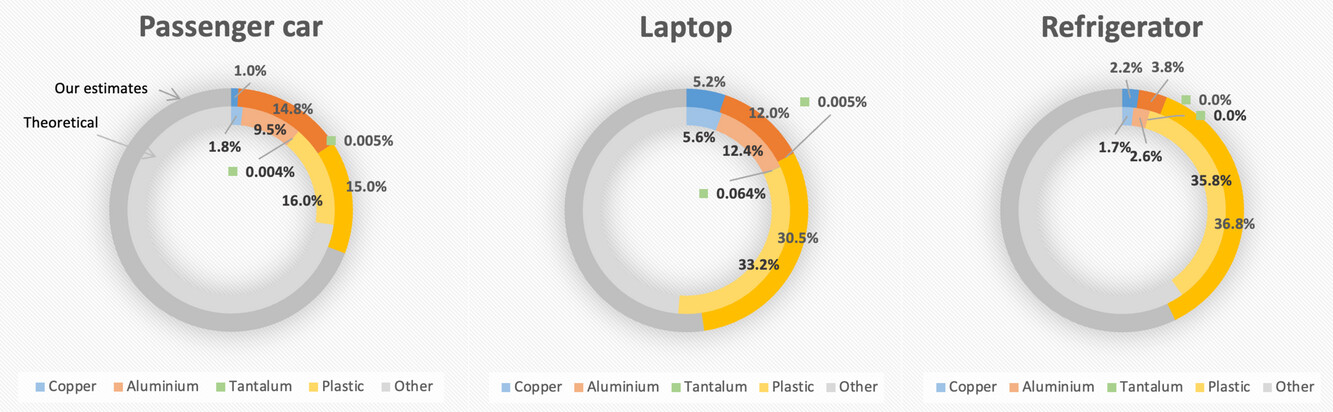 Passenger car
1.0%
Our estimates
14.8%
Theoretical
9.5%
1.8%
0.005%
0.004%
15.0%
16.0%
Copper Aluminium Tantalum Plastic Other
Laptop
5.2%
0.005%
12.0%
5.6%
12.4%
0.064%
30.5%
33.2%
Copper Aluminium Tantalum Plastic Other
Refrigerator
2.2% 3.8%
0.0%
0.0%
1.7%
2.6%
35.8%
36.8%
Copper Aluminium Tantalum Plastic Other